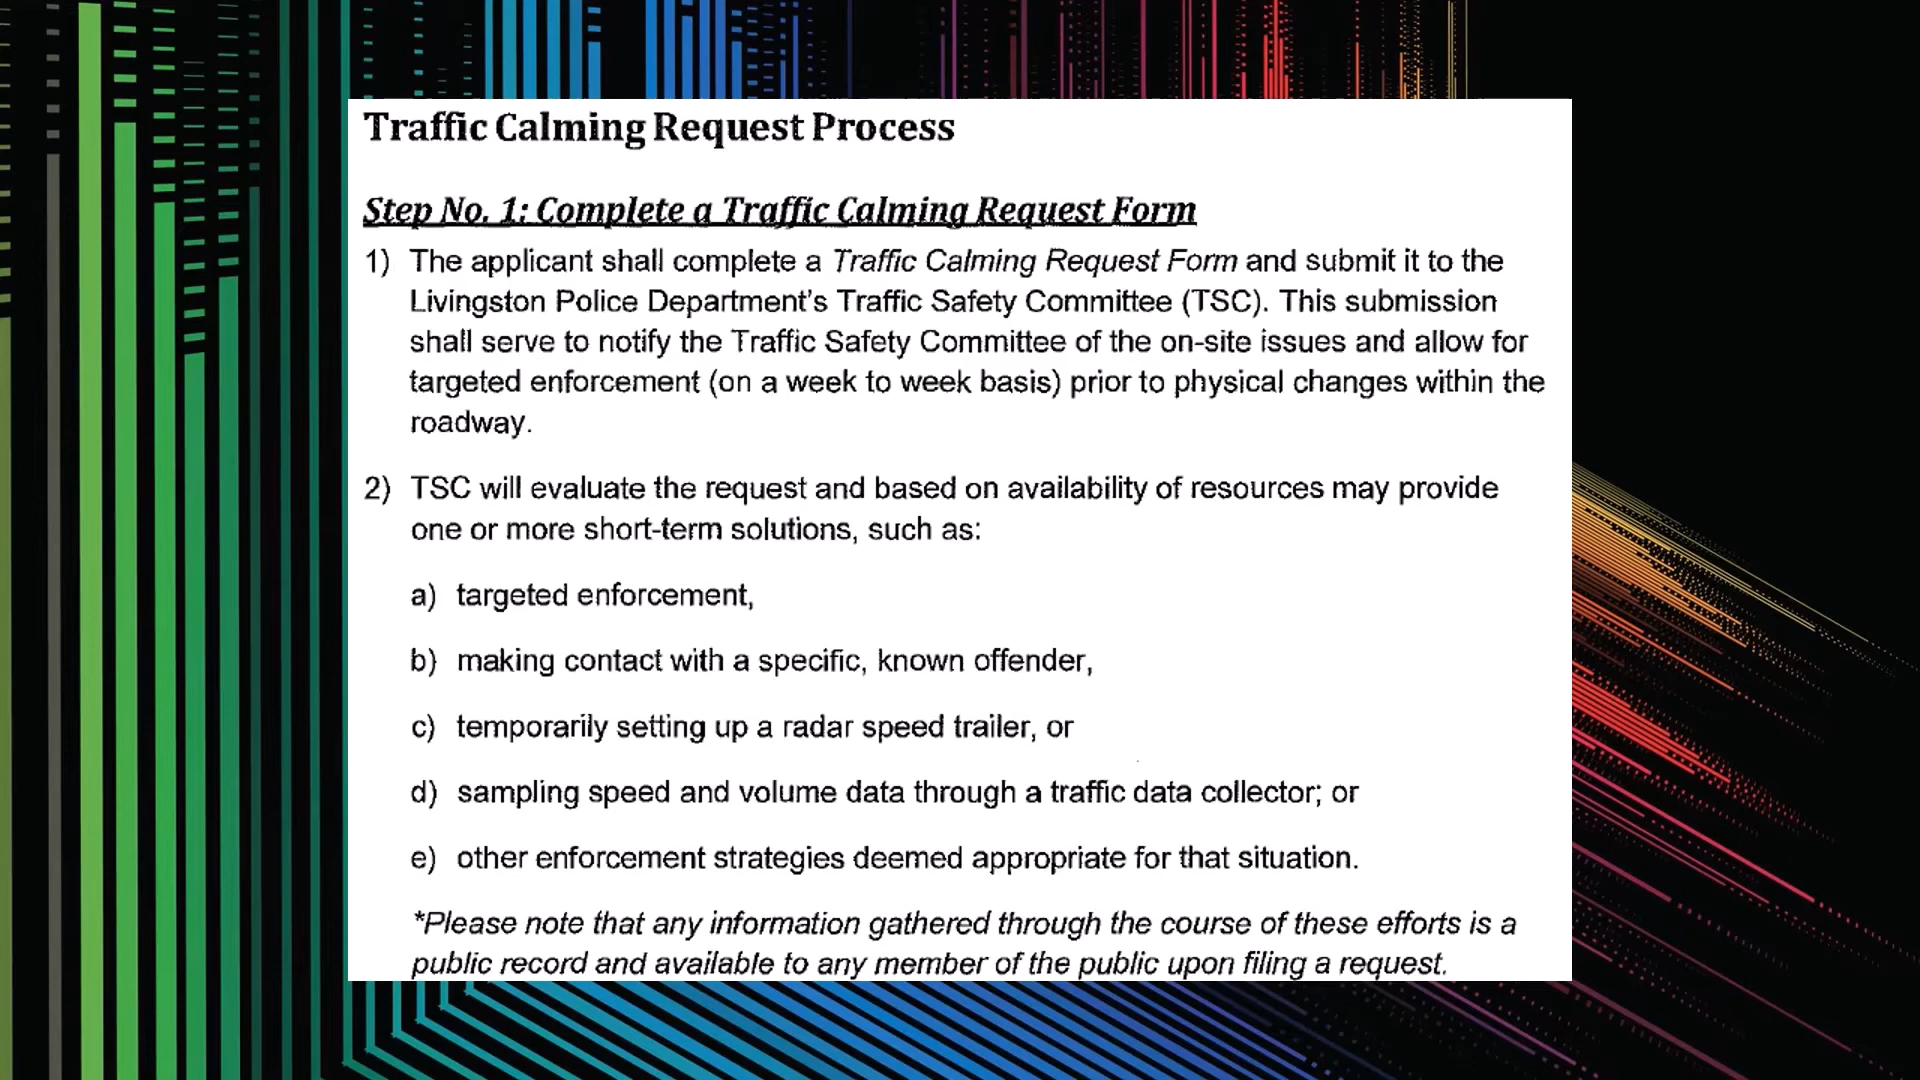 Traffic Calming Request Process
Step No. 1: Complete a Traffic Calming Request Form
1) The applicant shall complete a Traffic Calming Request Form and submit it to the
Livingston Police Department's Traffic Safety Committee (TSC). This submission
shall serve to notify the Traffic Safety Committee of the on-site issues and allow for
targeted enforcement (on a week to week basis) prior to physical changes within the
roadway.
2) TSC will evaluate the request and based on availability of resources may provide
one or more short-term solutions, such as:
a) targeted enforcement,
b) making contact with a specific, known offender,
c) temporarily setting up a radar speed trailer, or
d) sampling speed and volume data through a traffic data collector; or
e) other enforcement strategies deemed appropriate for that situation.
*Please note that any information gathered through the course of these efforts is a
public record and available to any member of the public upon filing a request.